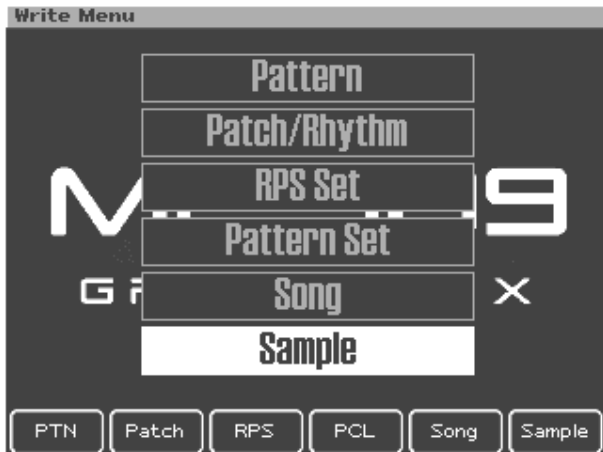 Write Menu
Pattern
Patch/Rhythm
RPS Set
Pattern Set
Song
Sample
PTN Patch RPS PCL Song Sample